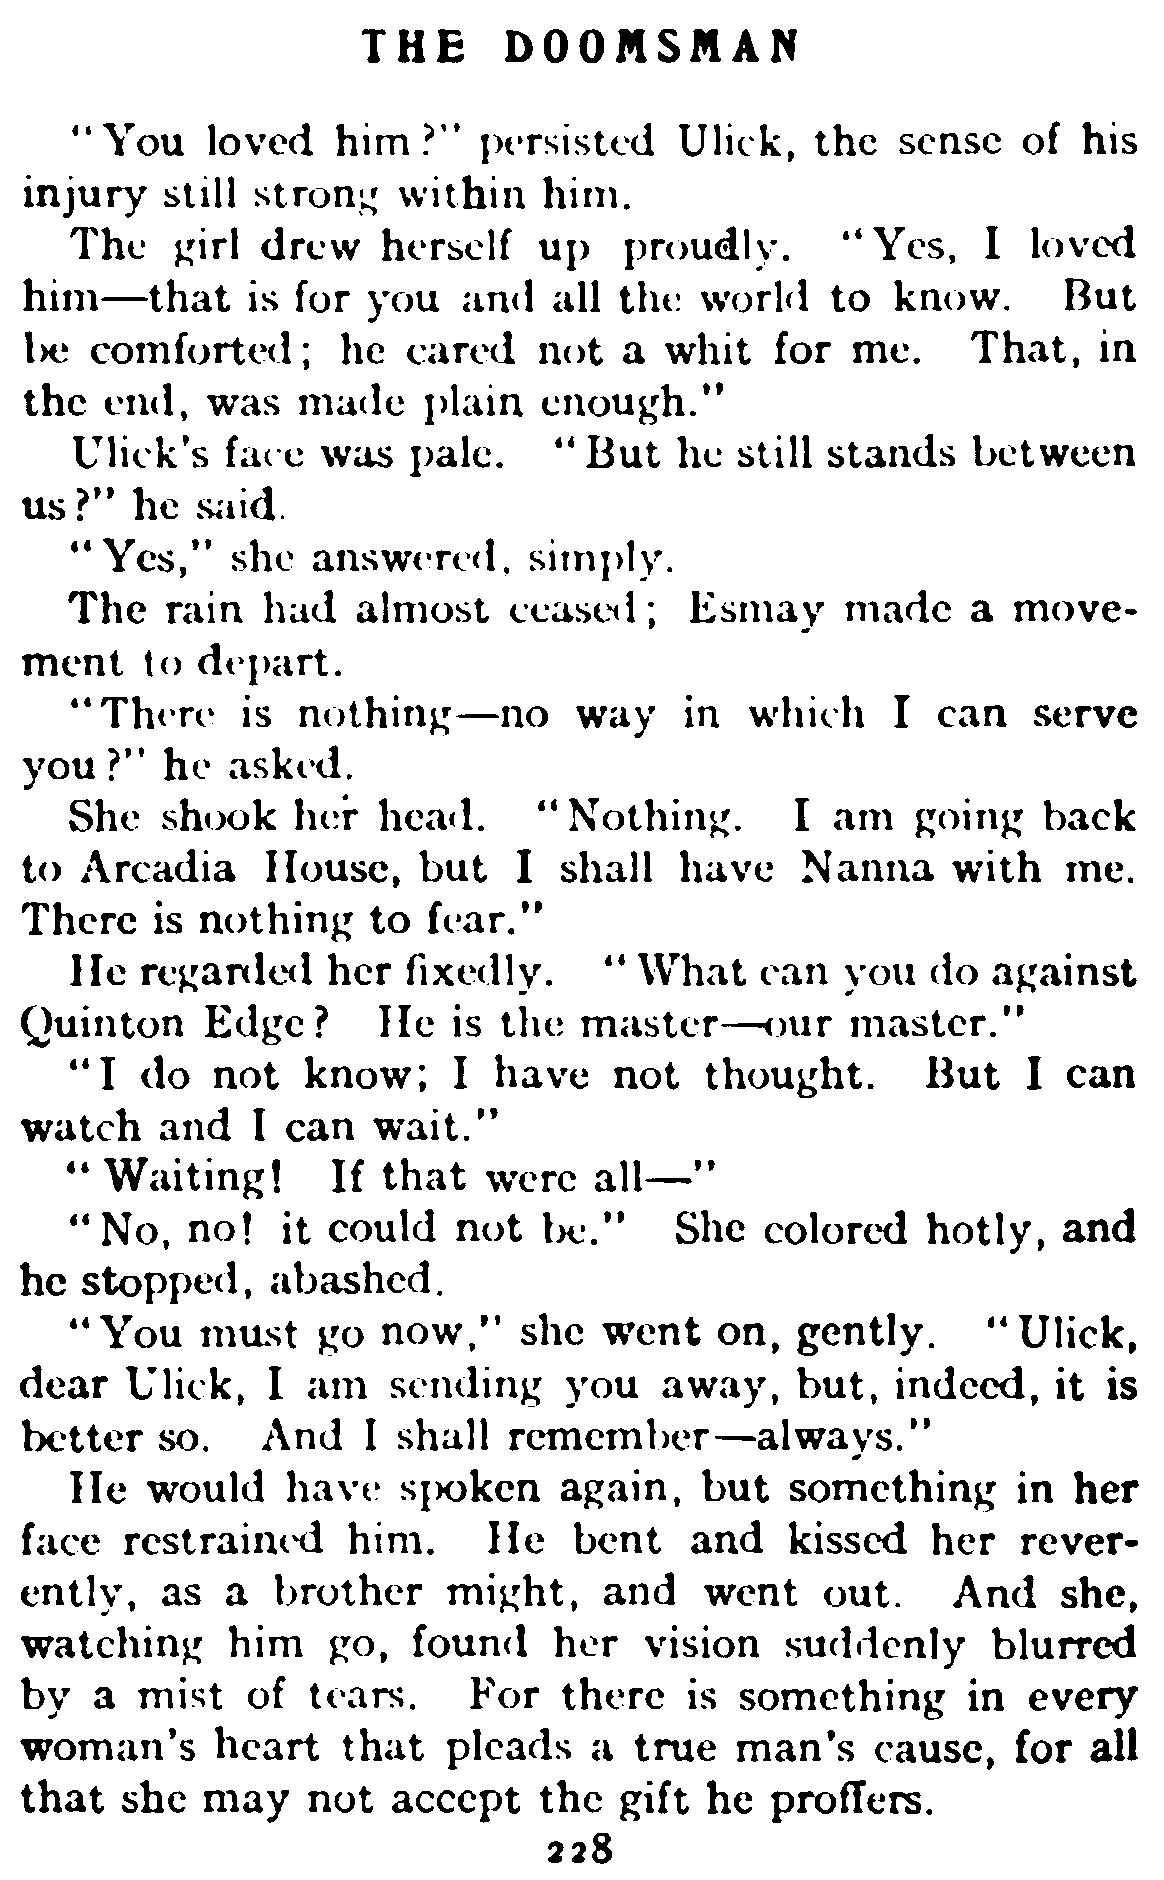 THE DOOMSMAN
"You loved him?" persisted Ulick, the sense of his
injury still strong within him.
The girl drew herself up proudly. "Yes, I loved
him—that is for you and all the world to know. But
be comforted; he cared not a whit for me. That, in
the end, was made plain enough."
Ulick's face was pale. "But he still stands between
us?" he said.
"Yes," she answered, simply.
The rain had almost ceased; Esmay made a move-
ment to depart.
"There is nothing—no way in which I can serve
you?" he asked.
She shook her head. "Nothing. I am going back
to Arcadia House, but I shall have Nanna with me.
There is nothing to fear."
He regarded her fixedly. "What can you do against
Quinton Edge? He is the master—our master."
"I do not know; I have not thought. But I can
watch and I can wait."
"Waiting! If that were all—"
"No, no! it could not be." She colored hotly, and
he stopped, abashed.
"You must go now," she went on, gently. "Ulick,
dear Ulick, I am sending you away, but, indeed, it is
better so. And I shall remember—always."
He would have spoken again, but something in her
face restrained him. He bent and kissed her rever-
ently, as a brother might, and went out. And she,
watching him go, found her vision suddenly blurred
by a mist of tears. For there is something in every
woman's heart that pleads a true man's cause, for all
that she may not accept the gift he proffers.
228